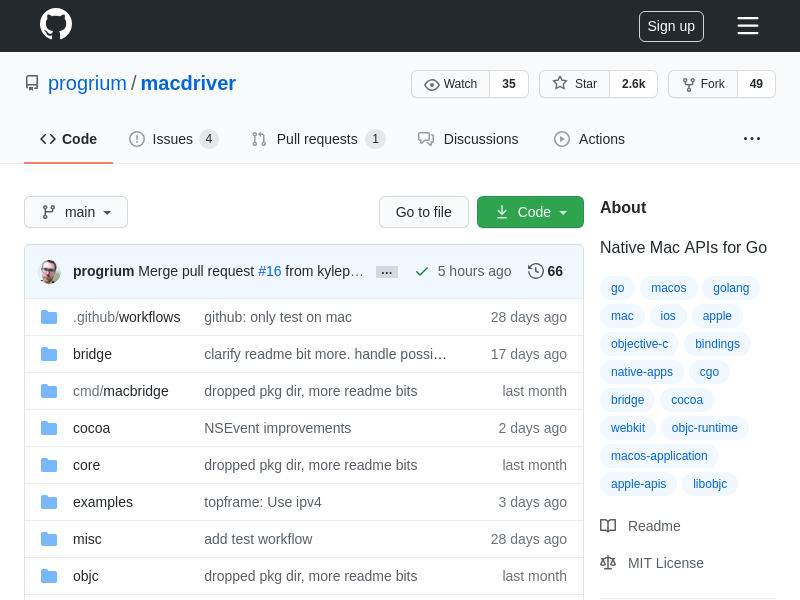 Sign up
progrium / macdriver
Watch 35 Star 2.6k Fork 49
Code Issues 4 Pull requests 1 Discussions Actions ...
main Go to file Code
progrium Merge pull request #16 from kylep… ... 5 hours ago 66
.github/workflows github: only test on mac 28 days ago
bridge clarify readme bit more. handle possi… 17 days ago
cmd/macbridge dropped pkg dir, more readme bits last month
cocoa NSEvent improvements 2 days ago
core dropped pkg dir, more readme bits last month
examples topframe: Use ipv4 3 days ago
misc add test workflow 28 days ago
objc dropped pkg dir, more readme bits last month
About
Native Mac APIs for Go
go macos golang
mac ios apple
objective-c bindings
native-apps cgo
bridge cocoa
webkit objc-runtime
macos-application
apple-apis libobjc
Readme
MIT License